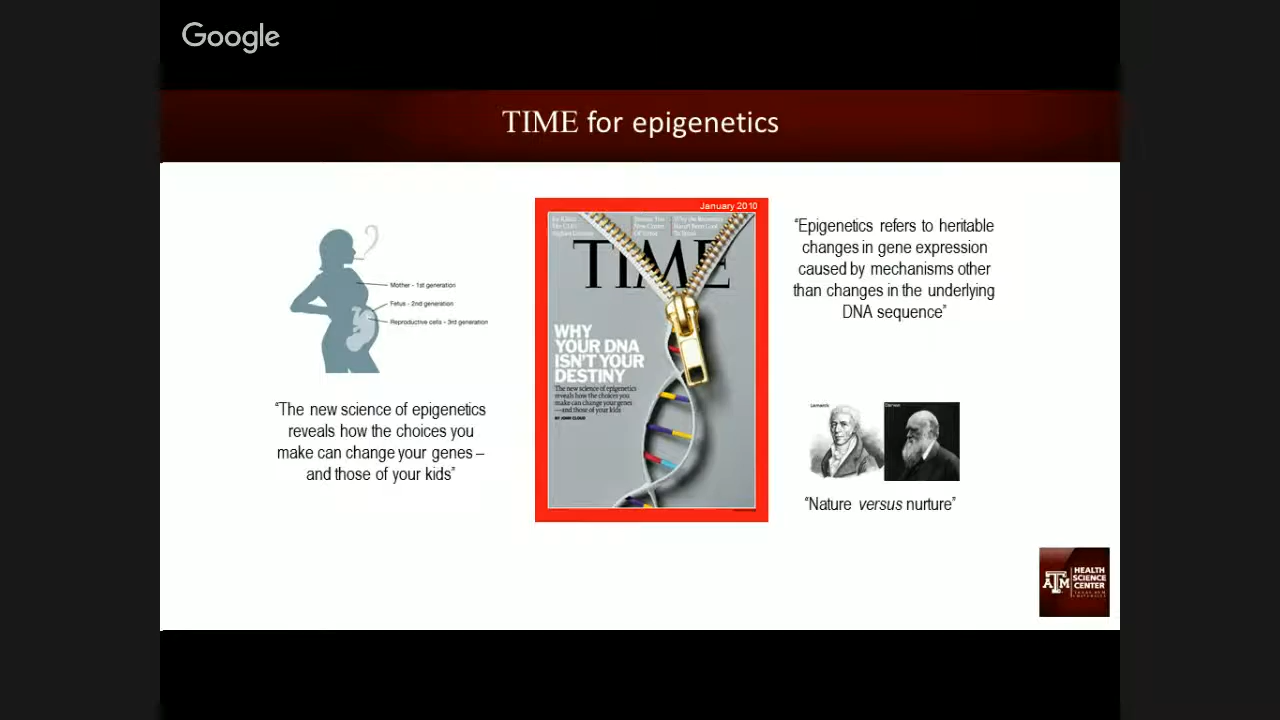 Google
TIME for epigenetics
Mother - 1st generation
Fetus - 2nd generation
Reproductive cells - 3rd generation
“The new science of epigenetics
reveals how the choices you
make can change your genes –
and those of your kids”
January 2010
TIME
WHY
YOUR DNA
ISN'T YOUR
DESTINY
The new science of epigenetics
reveals how the choices you
make can change your genes
—and those of your kids
BY JOHN CLOUD
“Epigenetics refers to heritable
changes in gene expression
caused by mechanisms other
than changes in the underlying
DNA sequence”
Lamarck
Darwin
“Nature versus nurture”
ATM
HEALTH
SCIENCE
CENTER
TEXAS A&M
UNIVERSITY